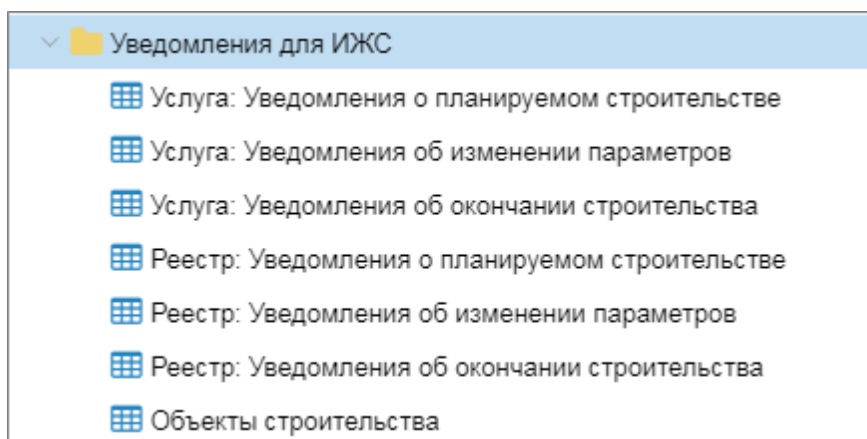 Уведомления для ИЖС
Услуга: Уведомления о планируемом строительстве
Услуга: Уведомления об изменении параметров
Услуга: Уведомления об окончании строительства
Реестр: Уведомления о планируемом строительстве
Реестр: Уведомления об изменении параметров
Реестр: Уведомления об окончании строительства
Объекты строительства